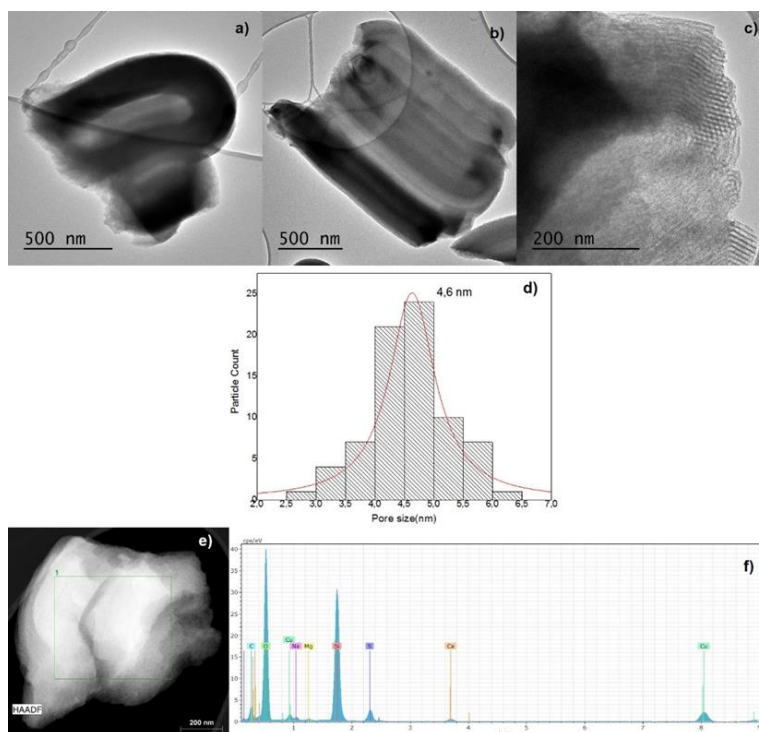 a)
500 nm
b)
500 nm
c)
200 nm
d)
4,6 nm
25
20
15
10
5
0
Particle Count
2,0 2,5 3,0 3,5 4,0 4,5 5,0 5,5 6,0 6,5 7,0
Pore size(nm)
e)
1
HAADF
200 nm
f)
cps/eV
40
35
30
25
20
15
10
5
0
C O Cu Na Mg Si S Ca Cu
1 2 3 4 5 6 7 8 9